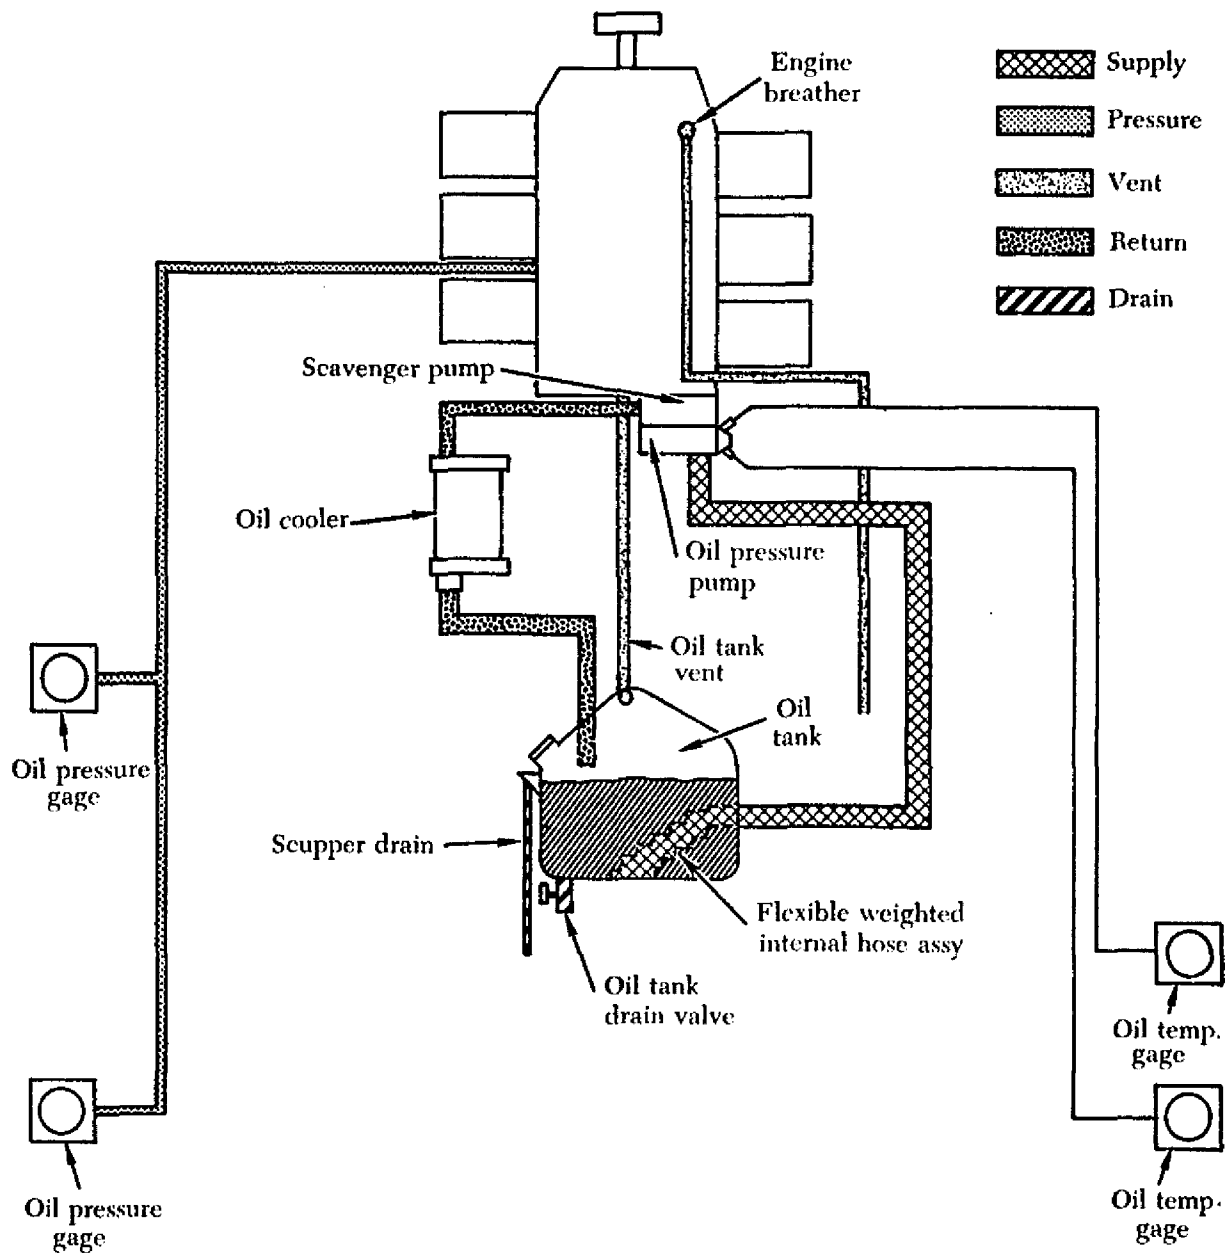 Engine
breather
Supply
Pressure
Vent
Return
Drain
Scavenger pump
Oil cooler
Oil pressure
pump
Oil tank
vent
Oil
tank
Oil pressure
gage
Scupper drain
Flexible weighted
internal hose assy
Oil tank
drain valve
Oil temp.
gage
Oil pressure
gage
Oil temp.
gage